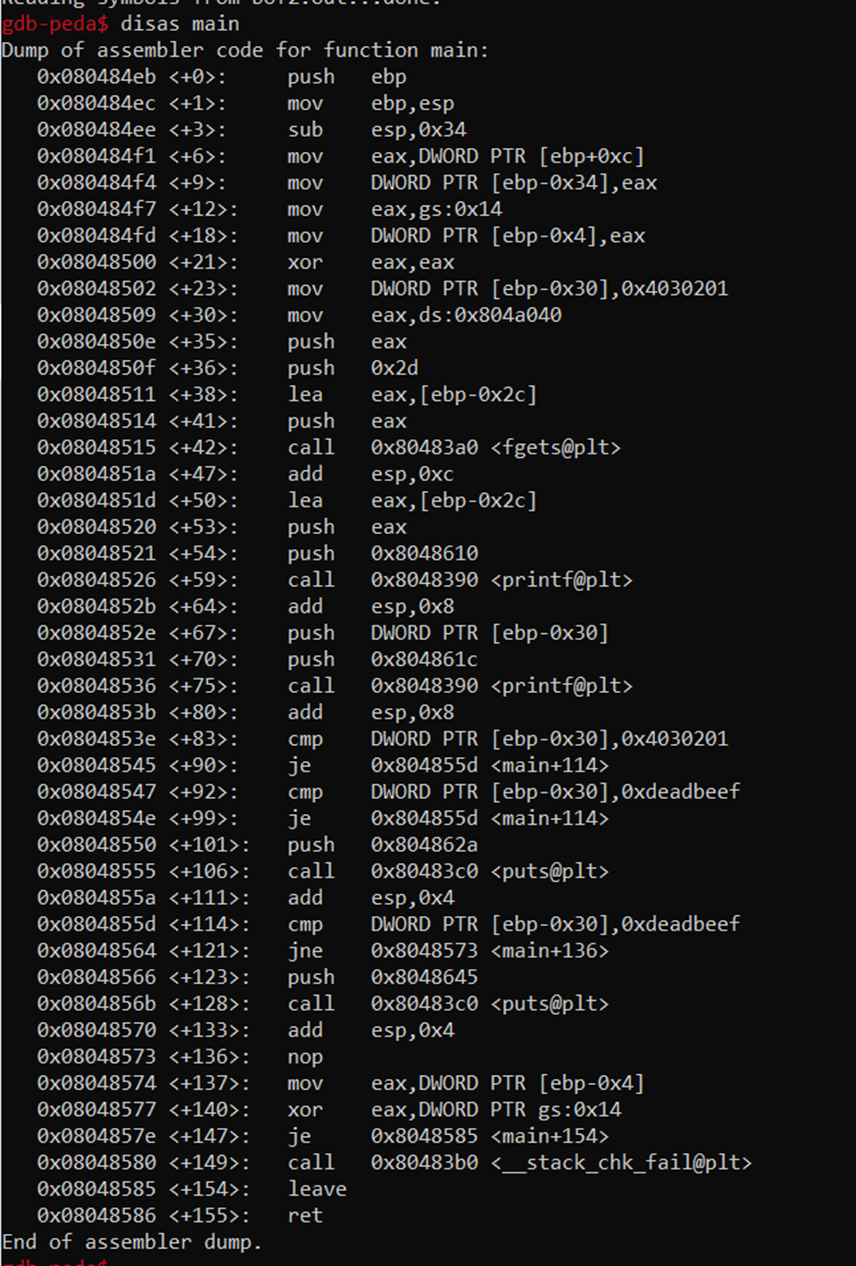 Reading symbols from bof2.out...done.
gdb-peda$ disas main
Dump of assembler code for function main:
0x080484eb <+0>: push ebp
0x080484ec <+1>: mov ebp,esp
0x080484ee <+3>: sub esp,0x34
0x080484f1 <+6>: mov eax,DWORD PTR [ebp+0xc]
0x080484f4 <+9>: mov DWORD PTR [ebp-0x34],eax
0x080484f7 <+12>: mov eax,gs:0x14
0x080484fd <+18>: mov DWORD PTR [ebp-0x4],eax
0x08048500 <+21>: xor eax,eax
0x08048502 <+23>: mov DWORD PTR [ebp-0x30],0x4030201
0x08048509 <+30>: mov eax,ds:0x804a040
0x0804850e <+35>: push eax
0x0804850f <+36>: push 0x2d
0x08048511 <+38>: lea eax,[ebp-0x2c]
0x08048514 <+41>: push eax
0x08048515 <+42>: call 0x80483a0 <fgets@plt>
0x0804851a <+47>: add esp,0xc
0x0804851d <+50>: lea eax,[ebp-0x2c]
0x08048520 <+53>: push eax
0x08048521 <+54>: push 0x8048610
0x08048526 <+59>: call 0x8048390 <printf@plt>
0x0804852b <+64>: add esp,0x8
0x0804852e <+67>: push DWORD PTR [ebp-0x30]
0x08048531 <+70>: push 0x804861c
0x08048536 <+75>: call 0x8048390 <printf@plt>
0x0804853b <+80>: add esp,0x8
0x0804853e <+83>: cmp DWORD PTR [ebp-0x30],0x4030201
0x08048545 <+90>: je 0x804855d <main+114>
0x08048547 <+92>: cmp DWORD PTR [ebp-0x30],0xdeadbeef
0x0804854e <+99>: je 0x804855d <main+114>
0x08048550 <+101>: push 0x804862a
0x08048555 <+106>: call 0x80483c0 <puts@plt>
0x0804855a <+111>: add esp,0x4
0x0804855d <+114>: cmp DWORD PTR [ebp-0x30],0xdeadbeef
0x08048564 <+121>: jne 0x8048573 <main+136>
0x08048566 <+123>: push 0x8048645
0x0804856b <+128>: call 0x80483c0 <puts@plt>
0x08048570 <+133>: add esp,0x4
0x08048573 <+136>: nop
0x08048574 <+137>: mov eax,DWORD PTR [ebp-0x4]
0x08048577 <+140>: xor eax,DWORD PTR gs:0x14
0x0804857e <+147>: je 0x8048585 <main+154>
0x08048580 <+149>: call 0x80483b0 <__stack_chk_fail@plt>
0x08048585 <+154>: leave
0x08048586 <+155>: ret
End of assembler dump.
gdb-peda$